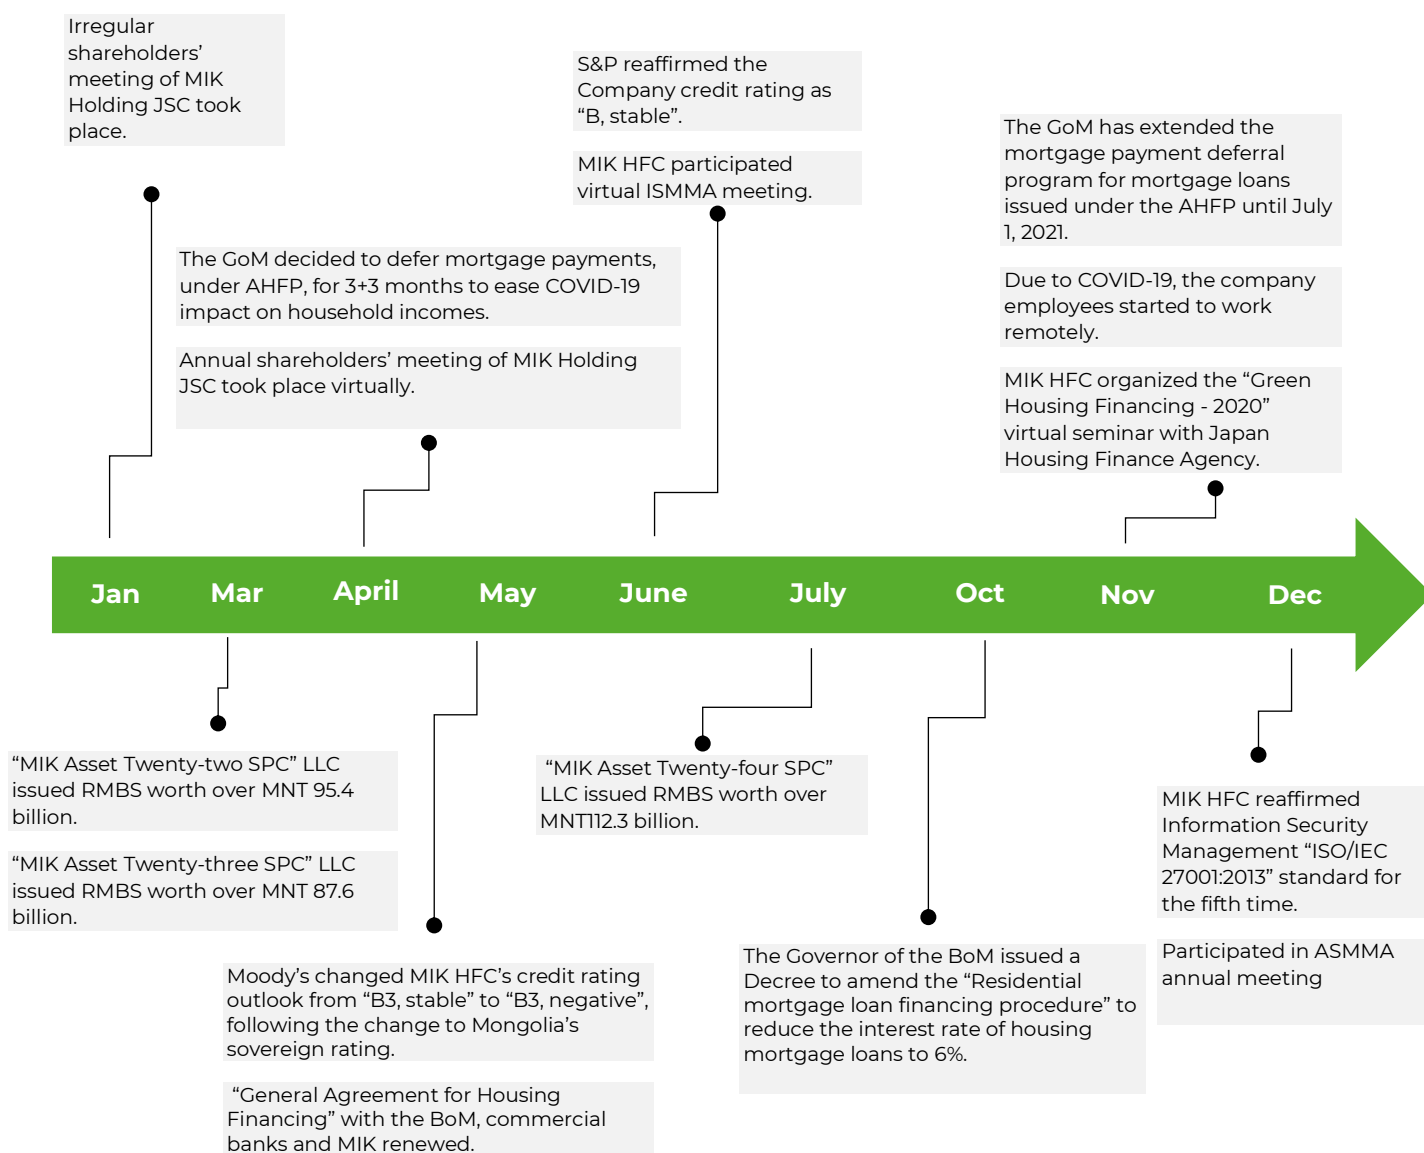 Irregular
shareholders’
meeting of MIK
Holding JSC took
place.
S&P reaffirmed the
Company credit rating as
“B, stable”.
MIK HFC participated
virtual ISMMA meeting.
The GoM has extended the
mortgage payment deferral
program for mortgage loans
issued under the AHFP until July
1, 2021.
Due to COVID-19, the company
employees started to work
remotely.
MIK HFC organized the “Green
Housing Financing - 2020”
virtual seminar with Japan
Housing Finance Agency.
The GoM decided to defer mortgage payments,
under AHFP, for 3+3 months to ease COVID-19
impact on household incomes.
Annual shareholders’ meeting of MIK Holding
JSC took place virtually.
Jan Mar April May June July Oct Nov Dec
“MIK Asset Twenty-two SPC” LLC
issued RMBS worth over MNT 95.4
billion.
“MIK Asset Twenty-three SPC” LLC
issued RMBS worth over MNT 87.6
billion.
Moody’s changed MIK HFC’s credit rating
outlook from “B3, stable” to “B3, negative”,
following the change to Mongolia’s
sovereign rating.
“General Agreement for Housing
Financing” with the BoM, commercial
banks and MIK renewed.
“MIK Asset Twenty-four SPC”
LLC issued RMBS worth over
MNT112.3 billion.
The Governor of the BoM issued a
Decree to amend the “Residential
mortgage loan financing procedure” to
reduce the interest rate of housing
mortgage loans to 6%.
MIK HFC reaffirmed
Information Security
Management “ISO/IEC
27001:2013” standard for
the fifth time.
Participated in ASMMA
annual meeting